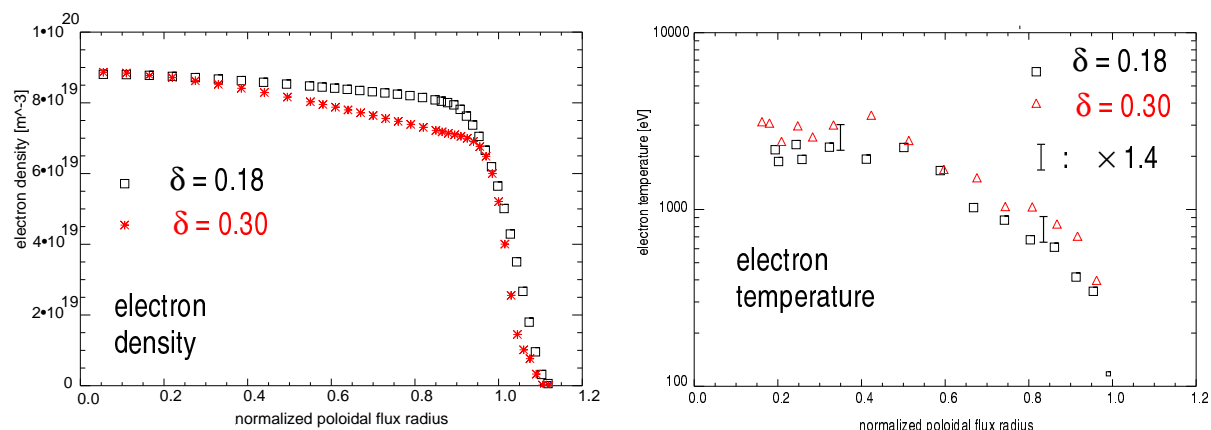 1•10 20
8•10 19
6•10 19
4•10 19
2•10 19
0
0.0 0.2 0.4 0.6 0.8 1.0 1.2
electron density [m^-3]
normalized poloidal flux radius
δ = 0.18
δ = 0.30
electron
density
10000
1000
100
0.0 0.2 0.4 0.6 0.8 1.0 1.2
electron temperature [eV]
normalized poloidal flux radius
δ = 0.18
δ = 0.30
: × 1.4
electron
temperature